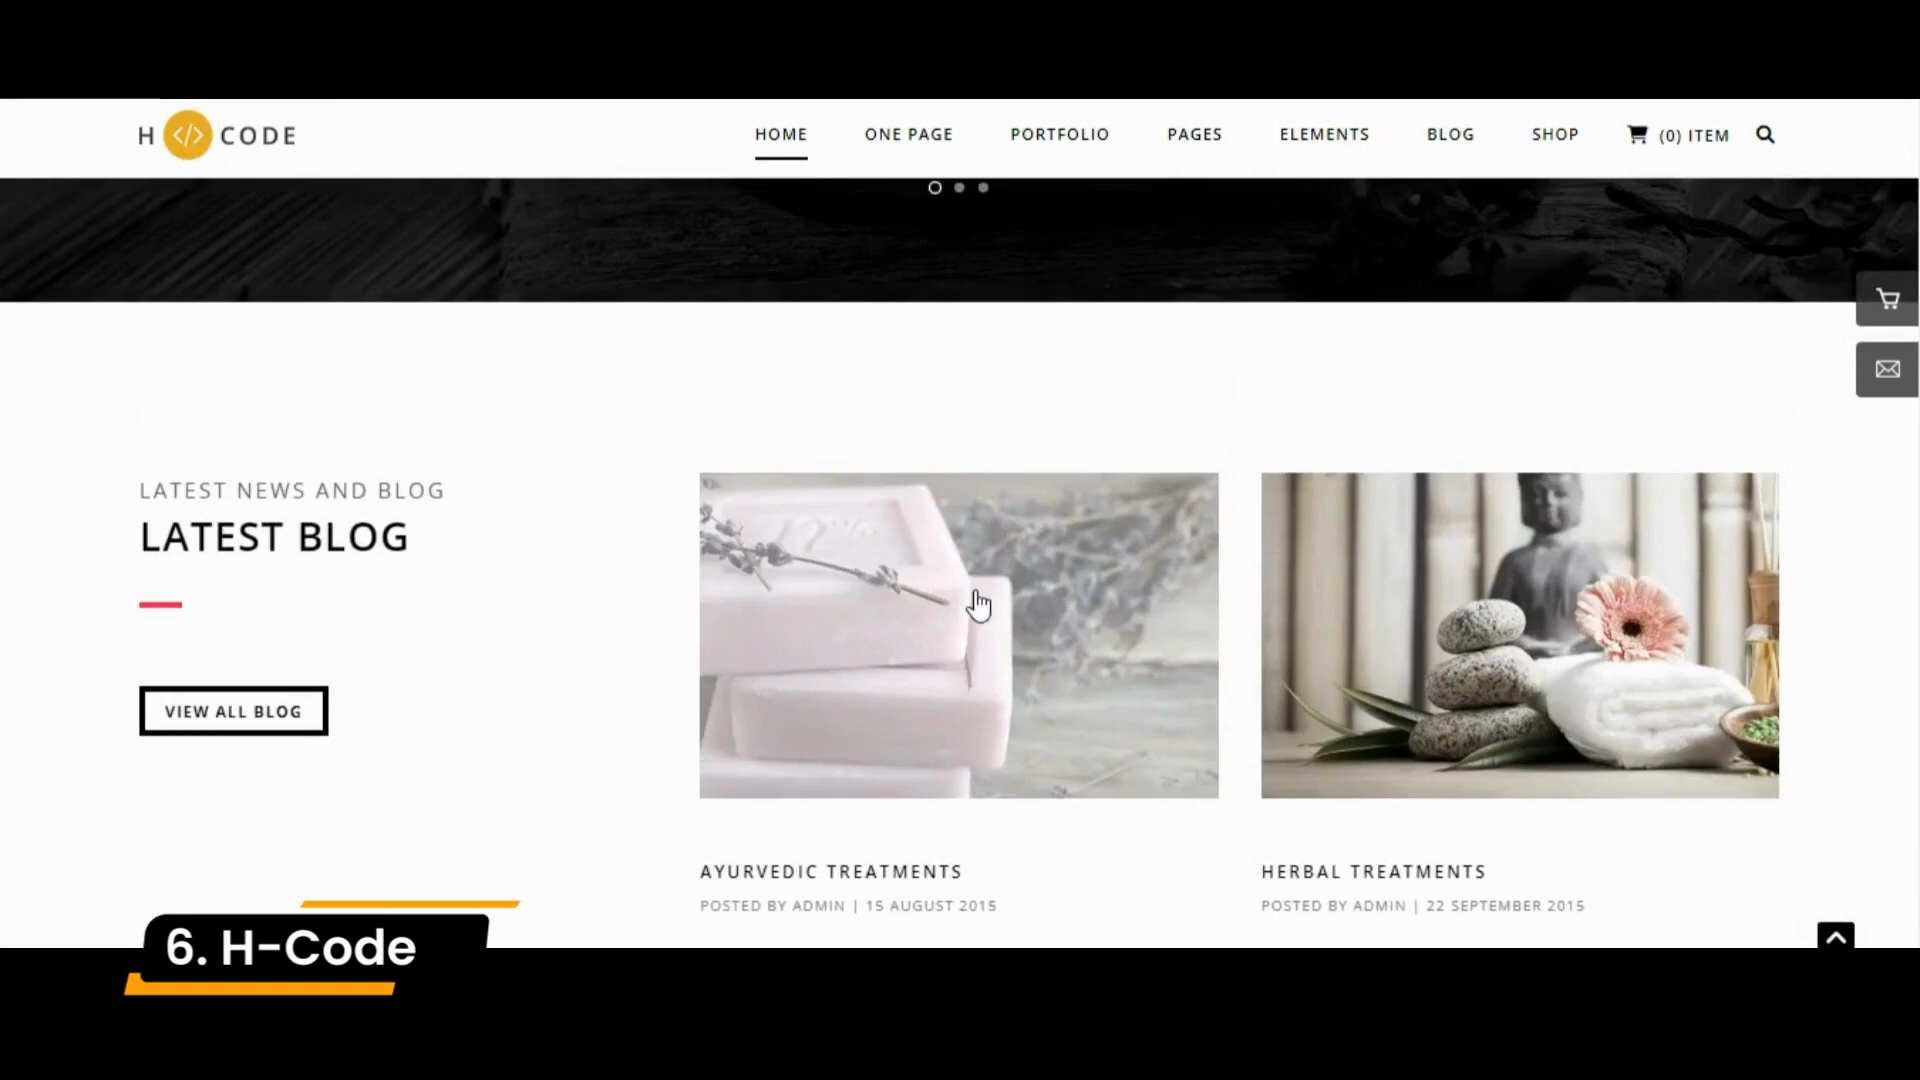 H </> CODE
HOME
ONE PAGE
PORTFOLIO
PAGES
ELEMENTS
BLOG
SHOP
(0) ITEM
LATEST NEWS AND BLOG
LATEST BLOG
VIEW ALL BLOG
AYURVEDIC TREATMENTS
POSTED BY ADMIN | 15 AUGUST 2015
HERBAL TREATMENTS
POSTED BY ADMIN | 22 SEPTEMBER 2015
6. H-Code